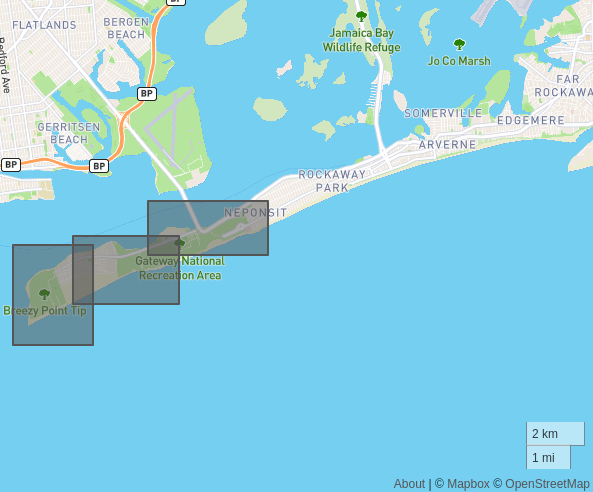 FLATLANDS
BERGEN
BEACH
BP
Bedford Ave
Jamaica Bay
Wildlife Refuge
Jo Co Marsh
FAR
ROCKAWA
BP
SOMERVILLE
EDGEMERE
GERRITSEN
BEACH
ARVERNE
BP
BP
ROCKAWAY
PARK
NEPONSIT
Gateway National
Recreation Area
Breezy Point Tip
2 km
1 mi
About | © Mapbox © OpenStreetMap